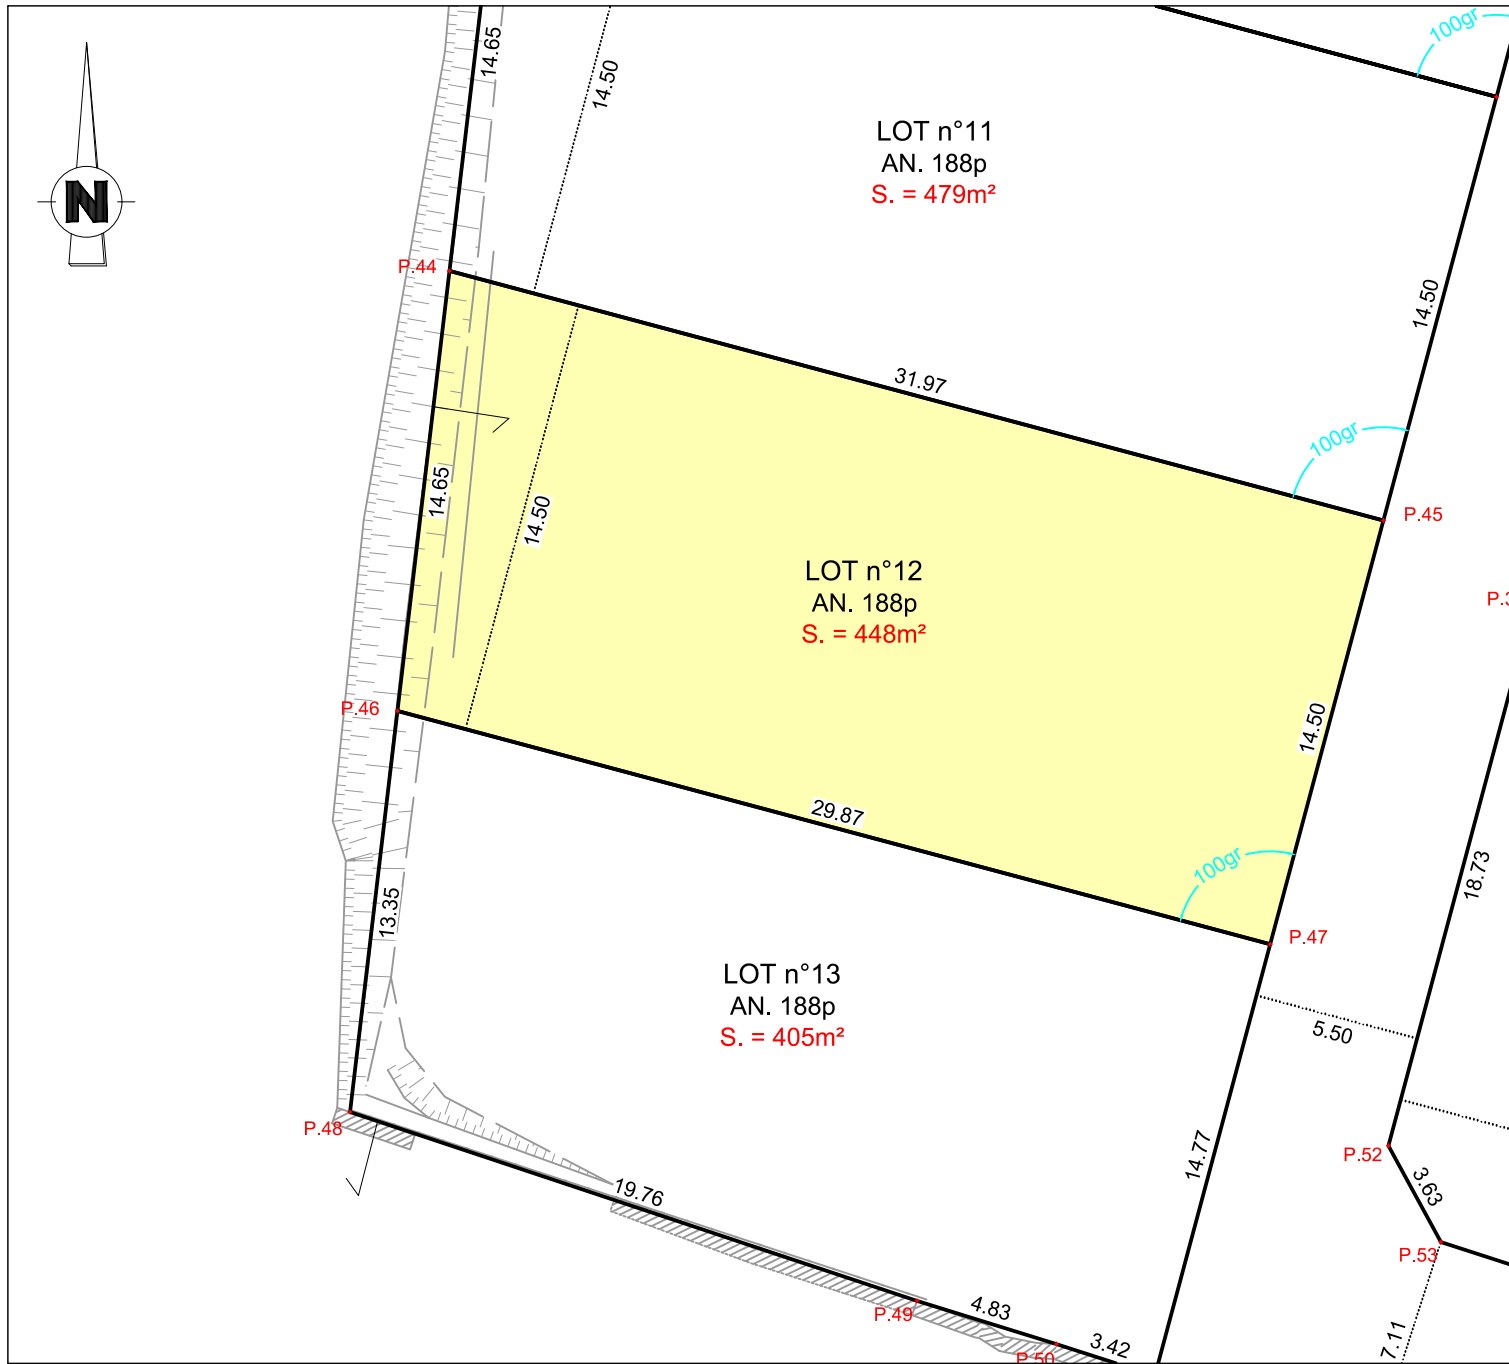 14.65
14.50
100gr
LOT n°11
AN. 188p
S. = 479m²
N
P.44
14.50
31.97
100gr
P.45
14.65
14.50
LOT n°12
AN. 188p
S. = 448m²
P.46
14.50
29.87
100gr
P.47
13.35
18.73
LOT n°13
AN. 188p
S. = 405m²
5.50
P.48
14.77
P.52
3.63
19.76
P.53
P.49
4.83
3.42
7.11
P.50